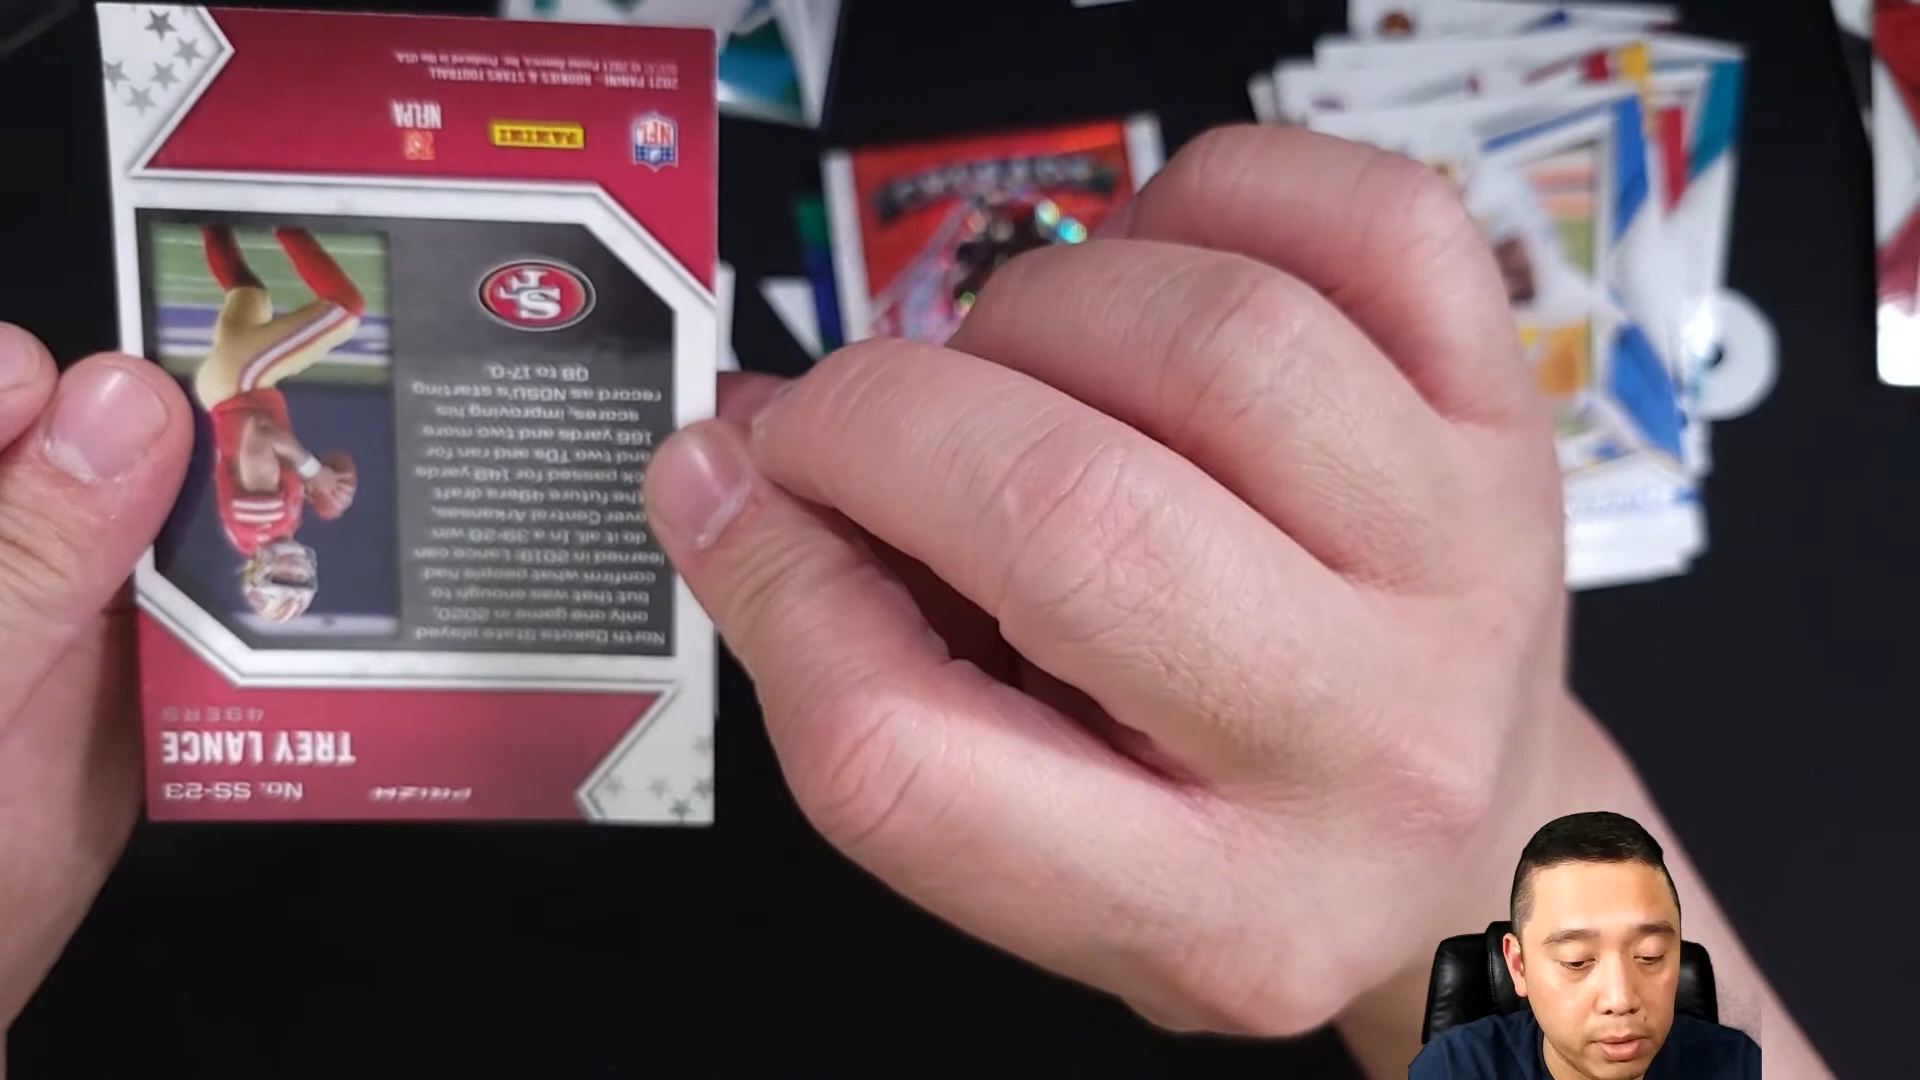 No. SS-23
PRIZM
TREY LANCE
49ERS
North Dakota State played
only one game in 2020,
but that was enough to
confirm what people had
learned in 2019: Lance can
do it all. In a 39-28 win
over Central Arkansas,
the future 49ers draft
passed for 149 yards
and two TDs and ran for
166 yards and two more
scores, improving his
record as NDSU's starting
QB to 17-0.
SF
NFL
PANINI
NFLPA
2021 PANINI - ROOKIES & STARS FOOTBALL
© 2021 Panini America, Inc. Produced in the USA.